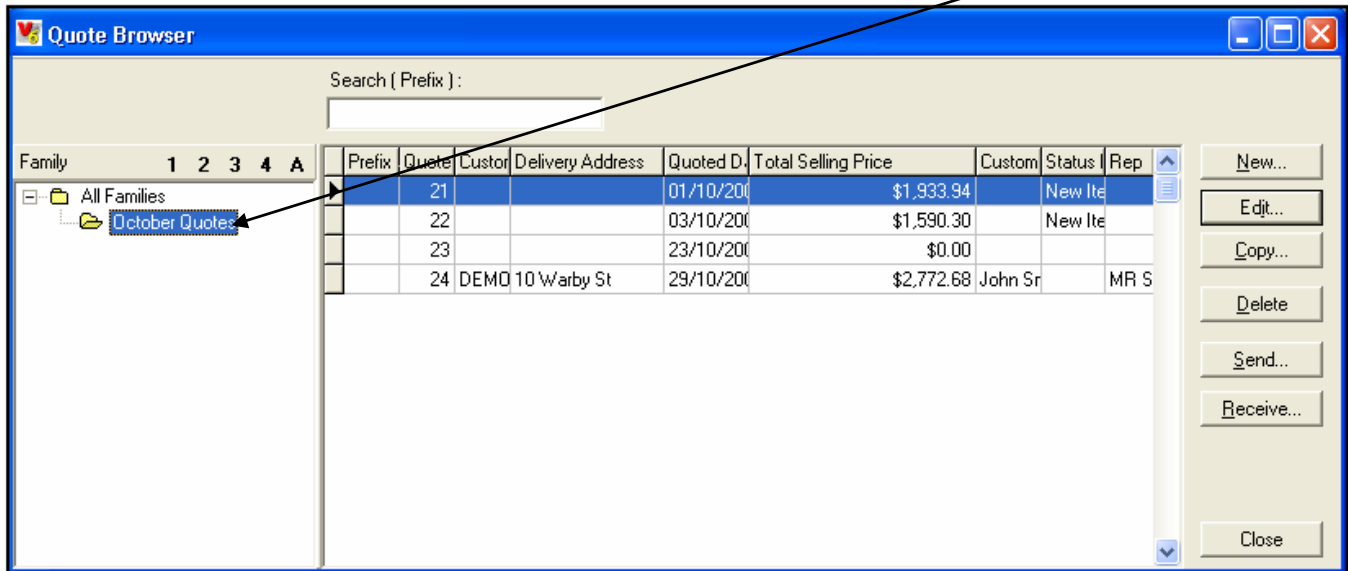 Quote Browser
Search ( Prefix ) :
Family 1 2 3 4 A
All Families
October Quotes
Prefix Quote Custor Delivery Address Quoted D. Total Selling Price Custom Status I Rep
21 01/10/200 $1,933.94 New Ite
22 03/10/200 $1,590.30 New Ite
23 23/10/200 $0.00
24 DEMO 10 Warby St 29/10/200 $2,772.68 John Sr MR S
New...
Edit...
Copy...
Delete
Send...
Receive...
Close